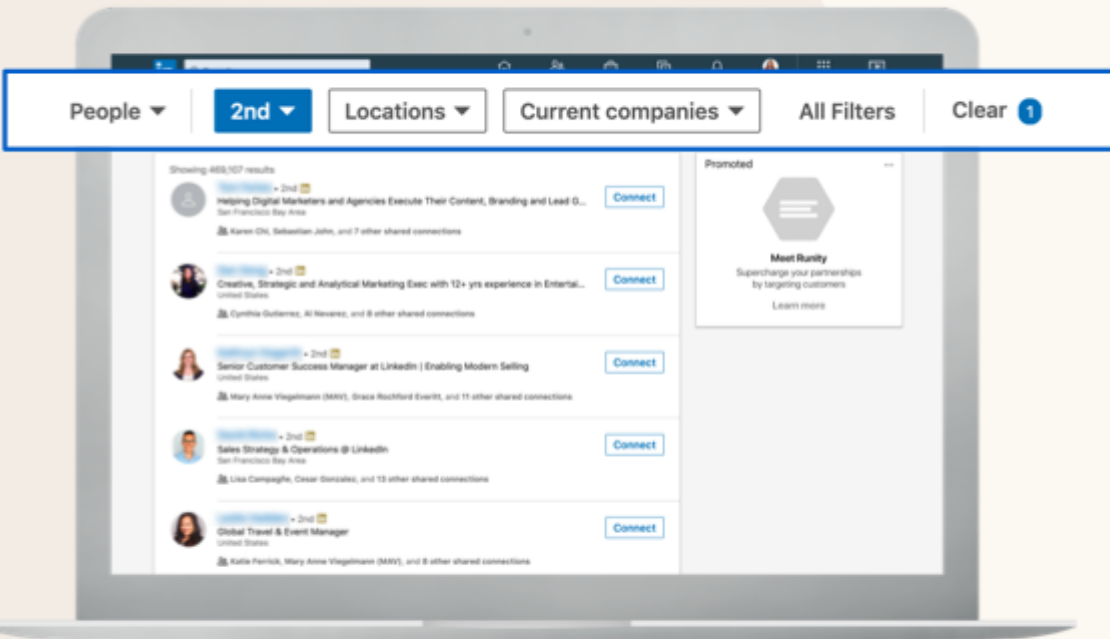 People
2nd
Locations
Current companies
All Filters
Clear 1
Showing 469,107 results
• 2nd
Helping Digital Marketers and Agencies Execute Their Content, Branding and Lead G...
San Francisco Bay Area
Karen Chi, Sebastian John, and 7 other shared connections
Connect
• 2nd
Creative, Strategic and Analytical Marketing Exec with 12+ yrs experience in Entertai...
United States
Cynthia Gutierrez, Al Nevarez, and 8 other shared connections
Connect
• 2nd
Senior Customer Success Manager at LinkedIn | Enabling Modern Selling
United States
Mary Anne Viegelmann (MAV), Grace Rochford Everitt, and 11 other shared connections
Connect
• 2nd
Sales Strategy & Operations @ LinkedIn
San Francisco Bay Area
Lisa Campagfie, Cesar Gonzalez, and 13 other shared connections
Connect
• 2nd
Global Travel & Event Manager
United States
Katie Ferrick, Mary Anne Viegelmann (MAV), and 8 other shared connections
Connect
Promoted
...
Meet Runity
Supercharge your partnerships
by targeting customers
Learn more